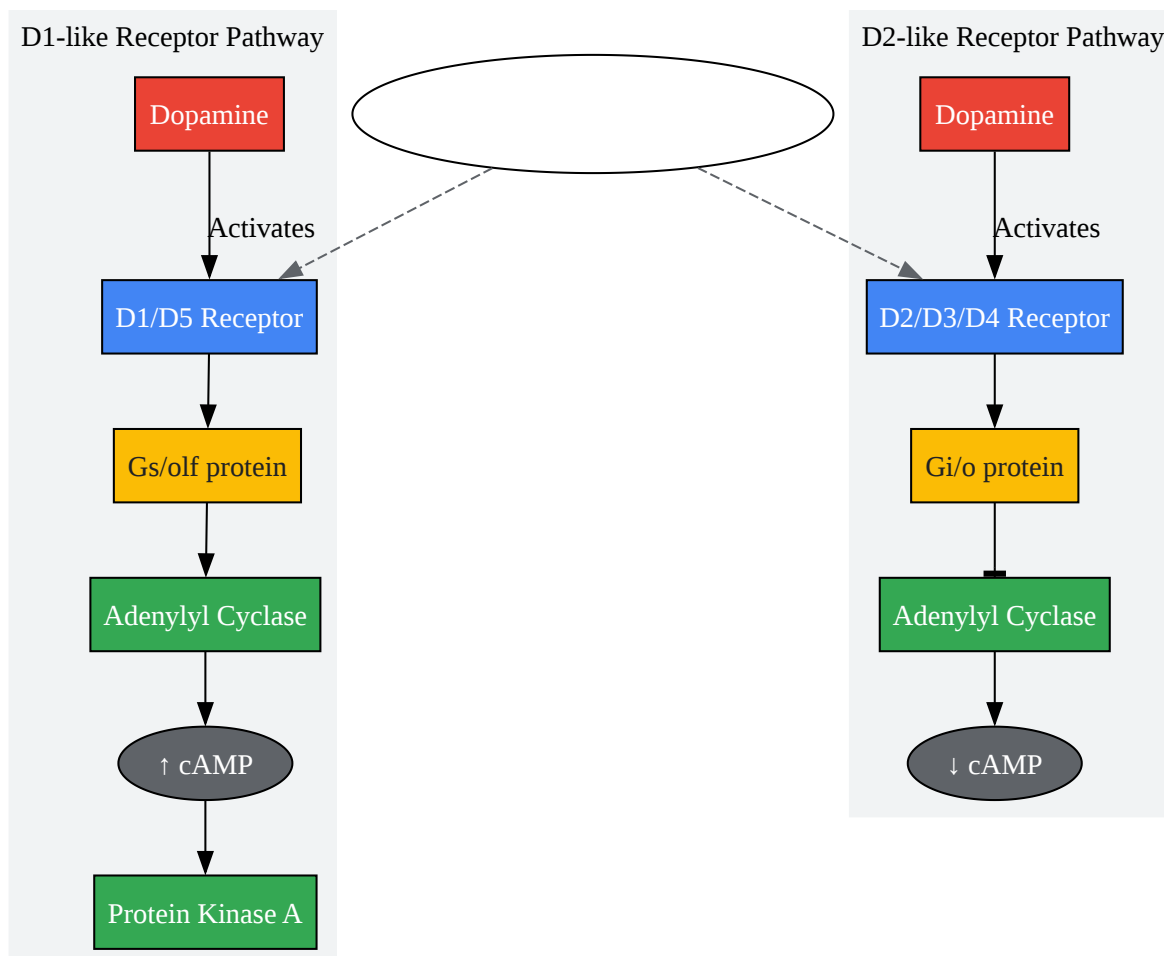 D1-like Receptor Pathway
Dopamine
Activates
D1/D5 Receptor
Gs/olf protein
Adenylyl Cyclase
↑ cAMP
Protein Kinase A
D2-like Receptor Pathway
Dopamine
Activates
D2/D3/D4 Receptor
Gi/o protein
Adenylyl Cyclase
↓ cAMP